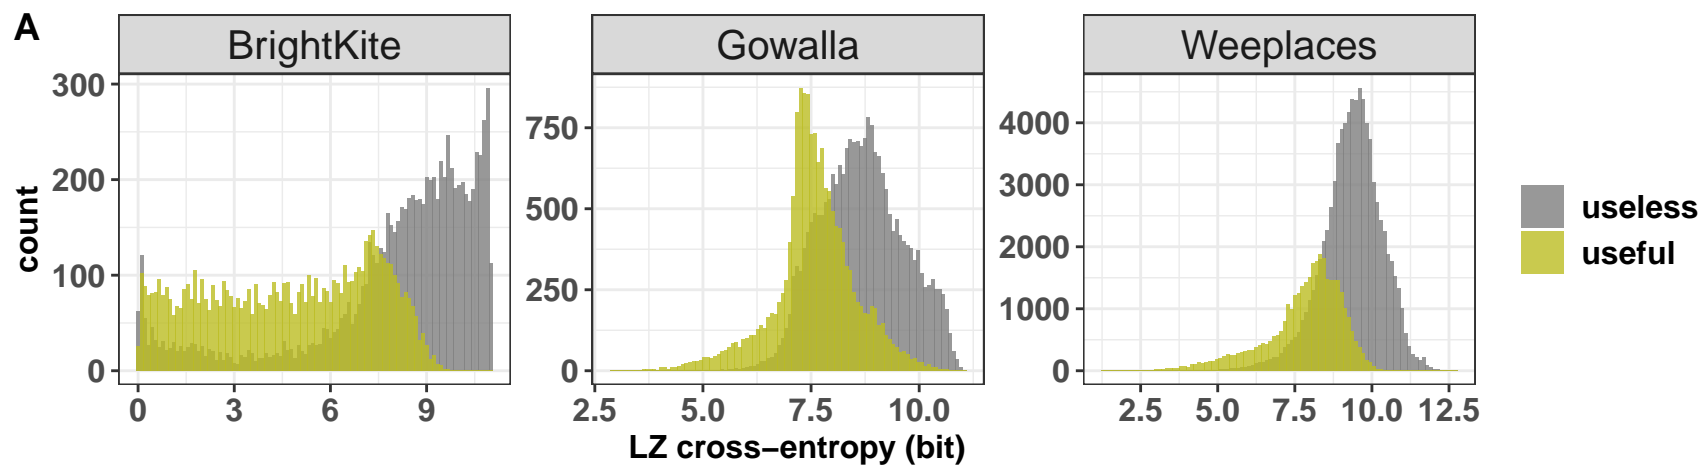 A
BrightKite Gowalla Weeplaces
count
300
200
100
0
0 3 6 9
750
500
250
0
2.5 5.0 7.5 10.0
4000
3000
2000
1000
0
2.5 5.0 7.5 10.0 12.5
LZ cross−entropy (bit)
useless
useful